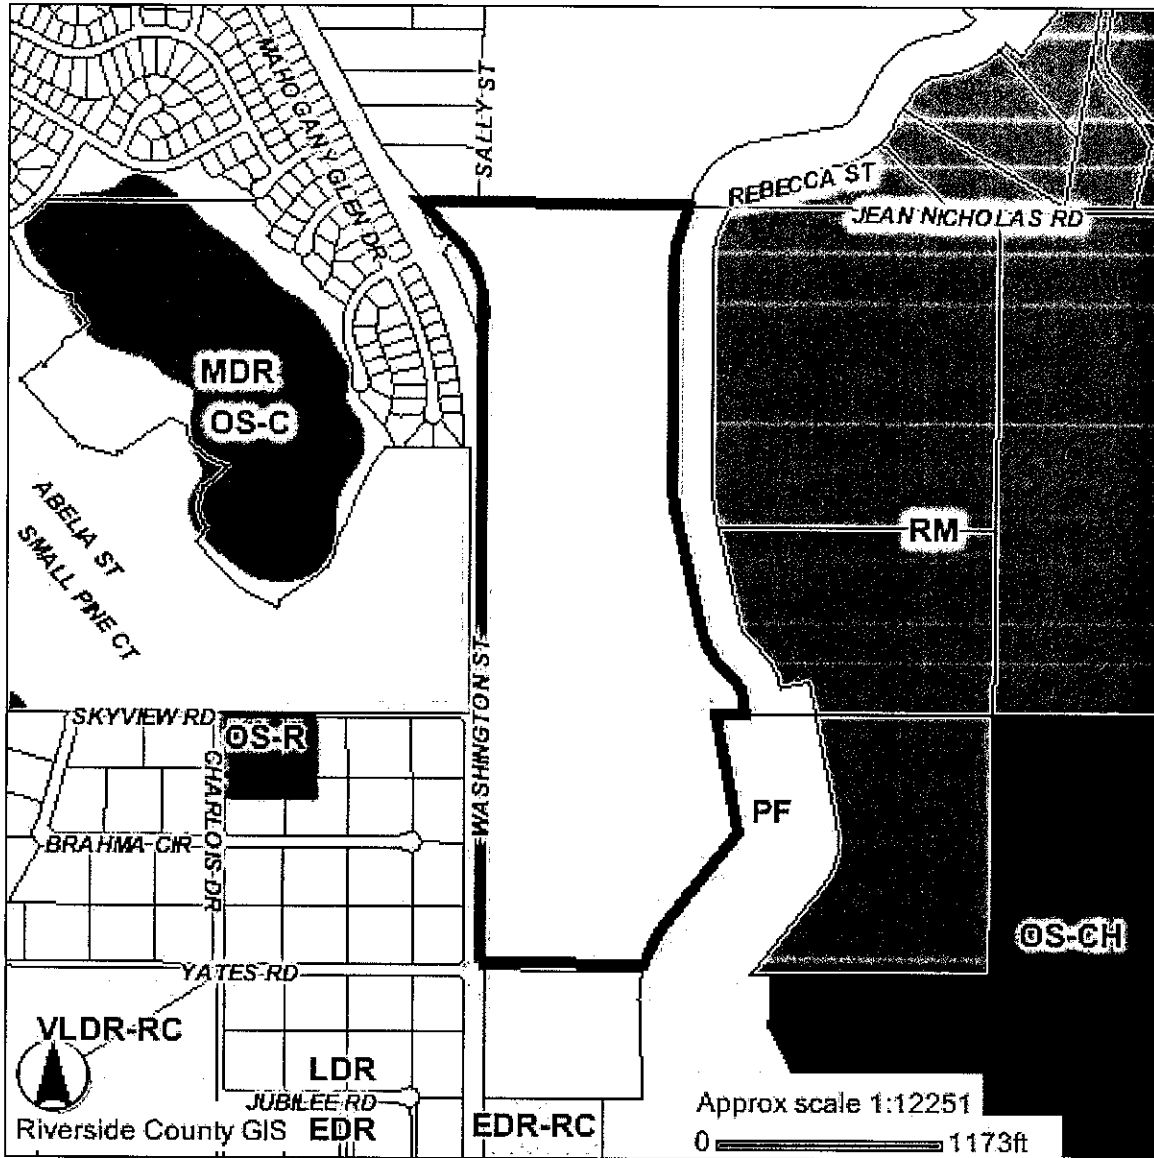 MAHOGANY GLEN DR
SALLY ST
REBECCA ST
JEAN NICHOLAS RD
MDR
OS-C
ABELIA ST
SMALL PINE CT
RM
WASHINGTON ST
SKYVIEW RD
OS-R
CHARLOIS DR
PF
BRAHMA CIR
OS-CH
YATES RD
VLDR-RC
LDR
JUBILEE RD
Riverside County GIS
EDR
EDR-RC
Approx scale 1:12251
0 1173ft